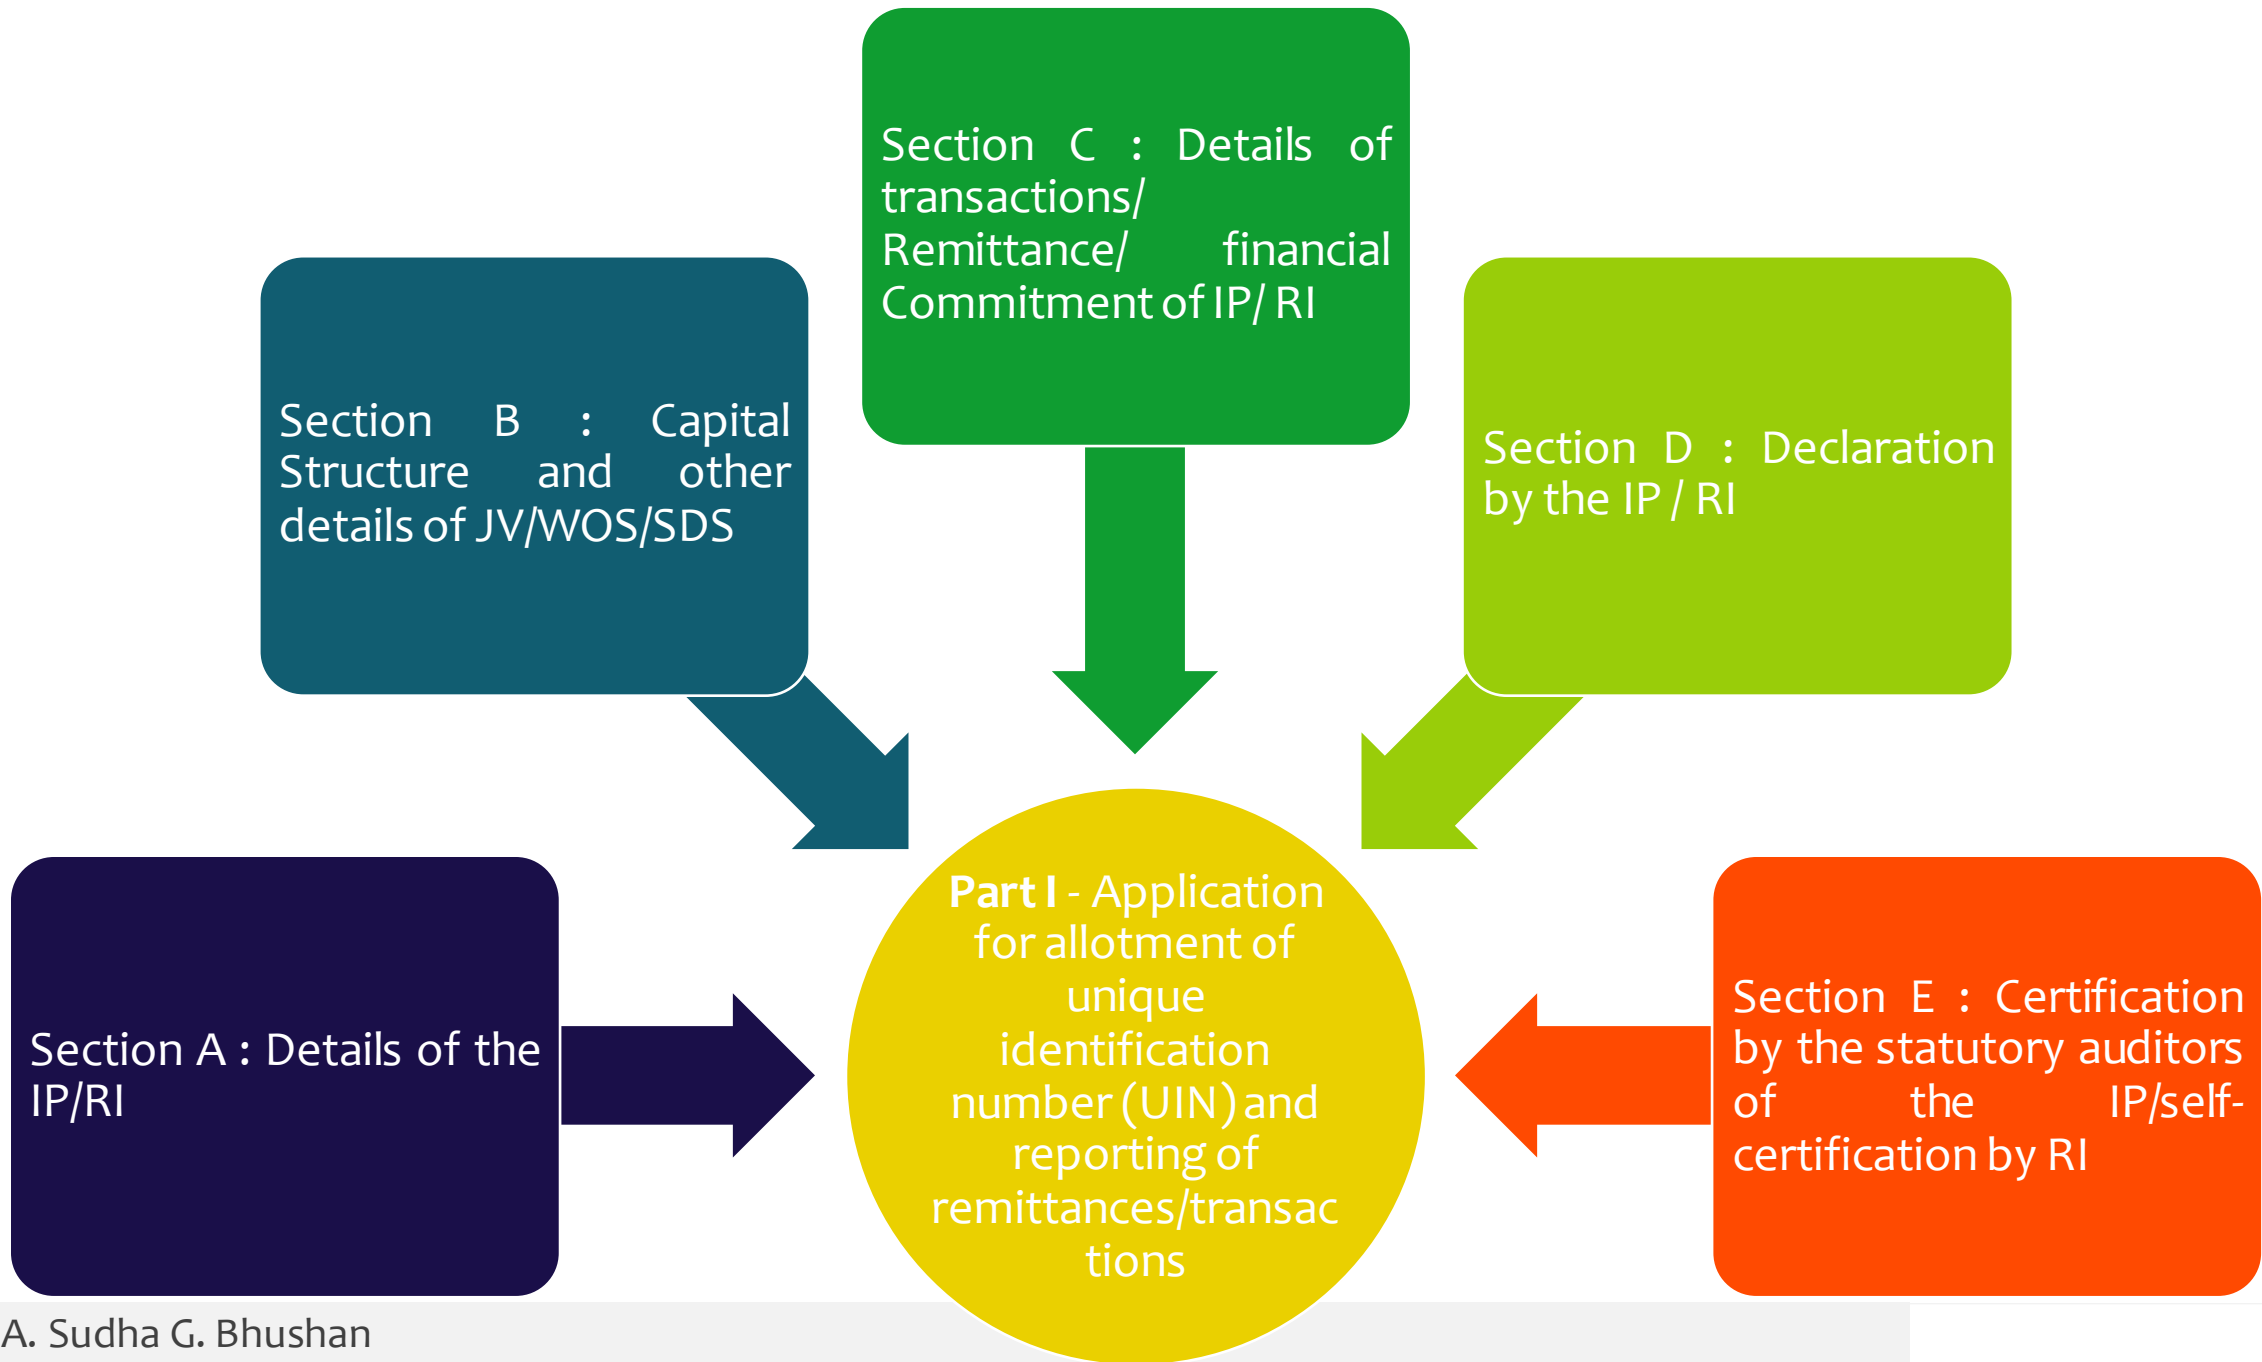 Section C : Details of
transactions/
Remittance/ financial
Commitment of IP/ RI
Section B : Capital
Structure and other
details of JV/WOS/SDS
Section D : Declaration
by the IP / RI
Section A : Details of the
IP/RI
Part I - Application
for allotment of
unique
identification
number (UIN) and
reporting of
remittances/transac
tions
Section E : Certification
by the statutory auditors
of the IP/self-
certification by RI
A. Sudha G. Bhushan